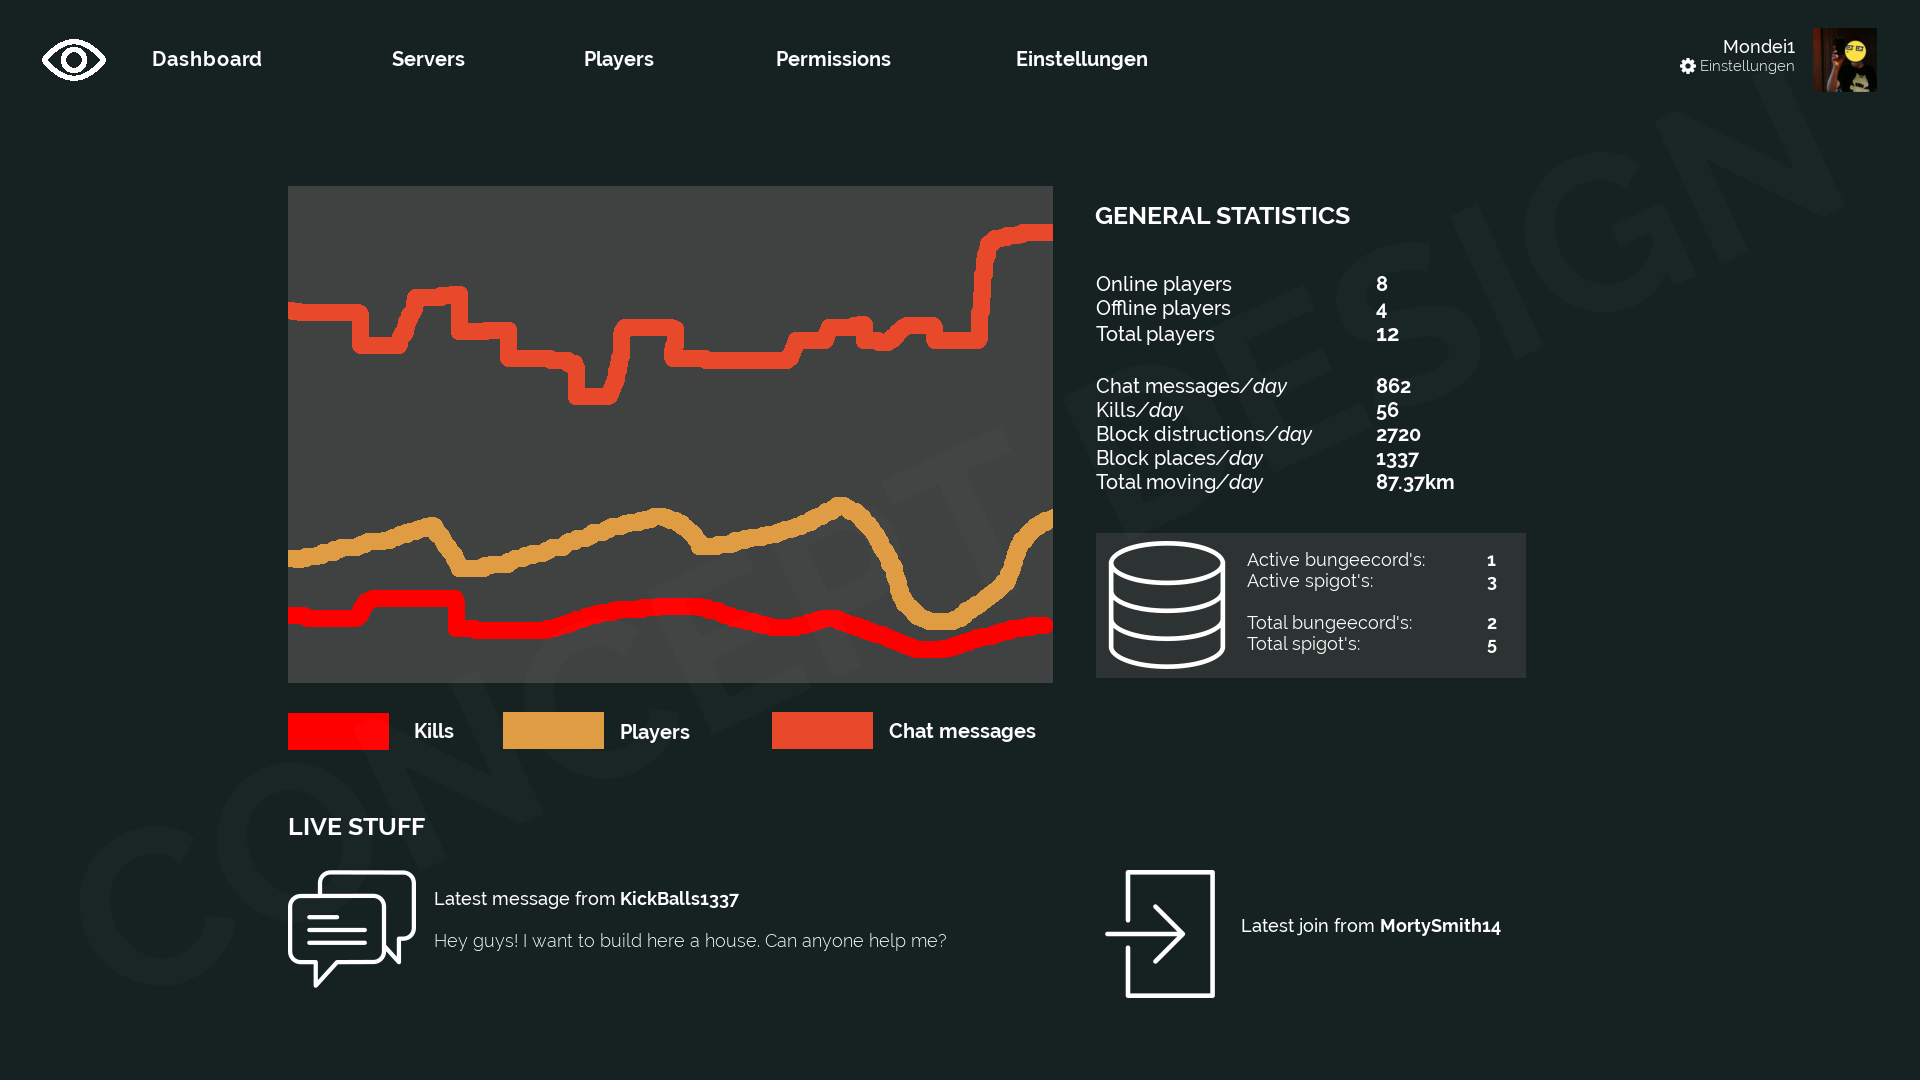 Dashboard
Servers
Players
Permissions
Einstellungen
Mondei1
Einstellungen
GENERAL STATISTICS
Online players 8
Offline players 4
Total players 12
Chat messages/day 862
Kills/day 56
Block distructions/day 2720
Block places/day 1337
Total moving/day 87.37km
Active bungeecord's: 1
Active spigot's: 3
Total bungeecord's: 2
Total spigot's: 5
Kills
Players
Chat messages
LIVE STUFF
Latest message from KickBalls1337
Hey guys! I want to build here a house. Can anyone help me?
Latest join from MortySmith14
CONCEPT DESIGN